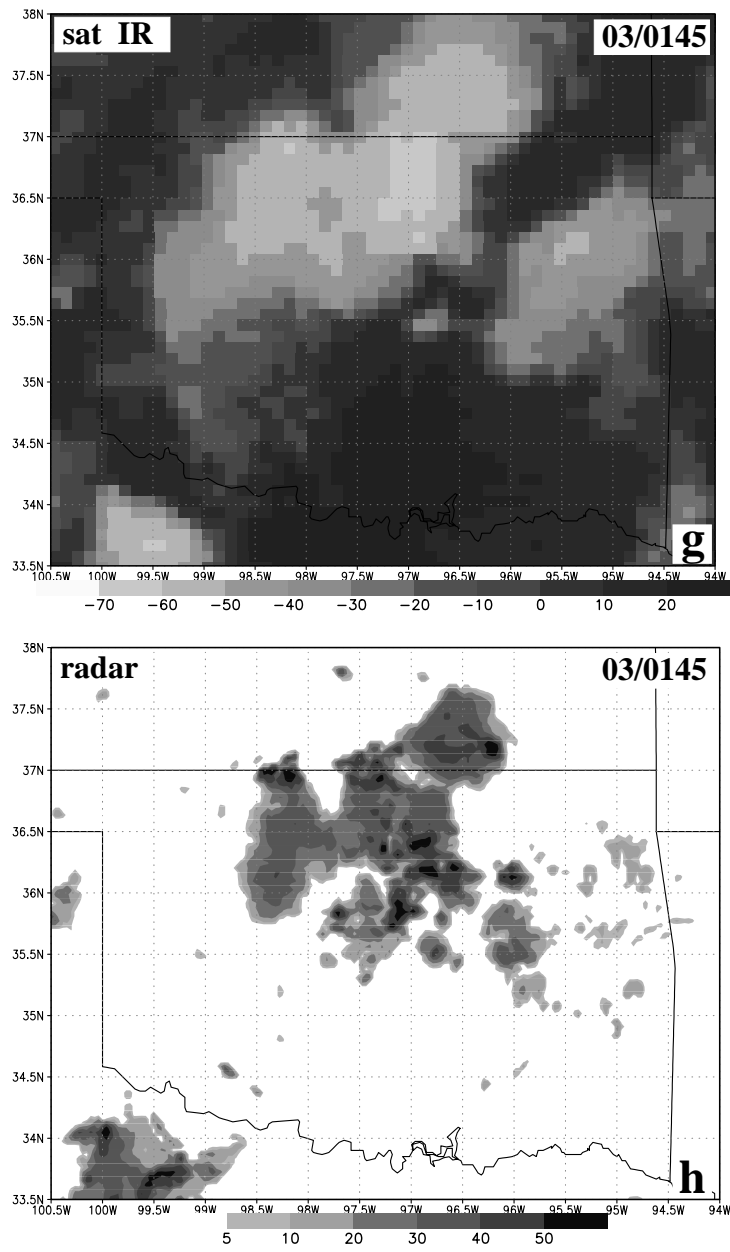 sat IR 03/0145
38N
37.5N
37N
36.5N
36N
35.5N
35N
34.5N
34N
33.5N
g
100.5W 100W 99.5W 99W 98.5W 98W 97.5W 97W 96.5W 96W 95.5W 95W 94.5W 94W
−70 −60 −50 −40 −30 −20 −10 0 10 20
radar 03/0145
38N
37.5N
37N
36.5N
36N
35.5N
35N
34.5N
34N
33.5N
h
100.5W 100W 99.5W 99W 98.5W 98W 97.5W 97W 96.5W 96W 95.5W 95W 94.5W 94W
5 10 20 30 40 50